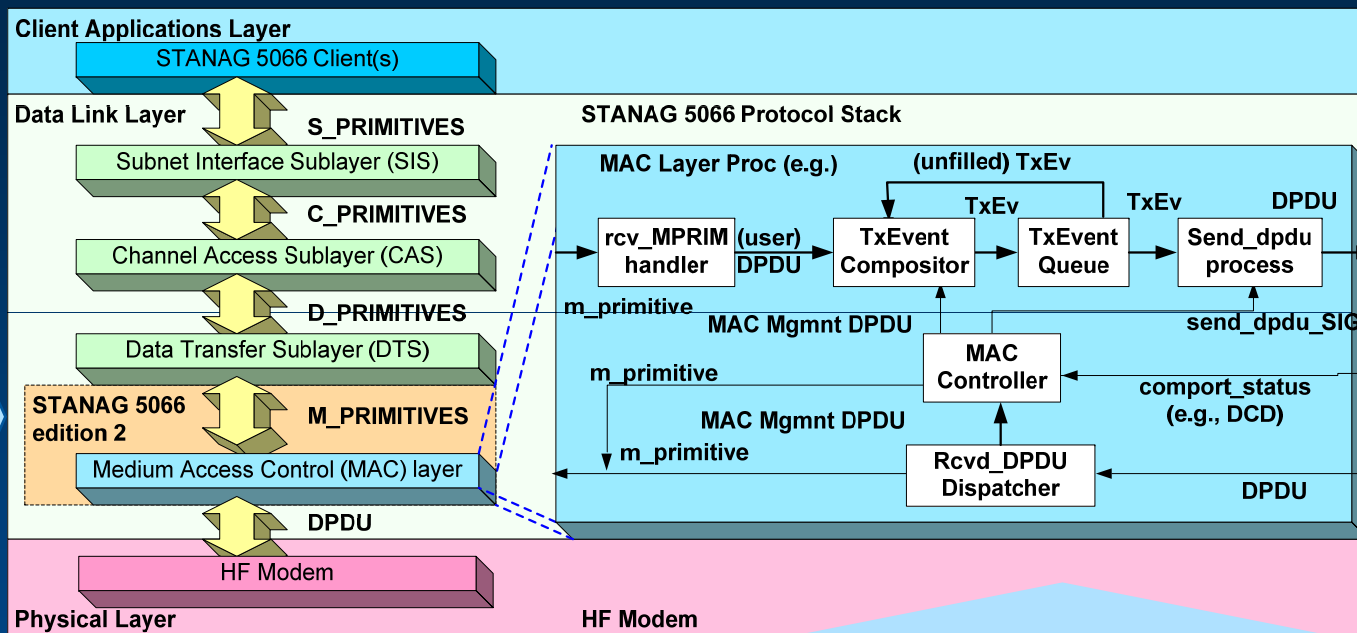 Client Applications Layer
STANAG 5066 Client(s)
Data Link Layer
S_PRIMITIVES
Subnet Interface Sublayer (SIS)
C_PRIMITIVES
Channel Access Sublayer (CAS)
D_PRIMITIVES
Data Transfer Sublayer (DTS)
STANAG 5066
edition 2
M_PRIMITIVES
Medium Access Control (MAC) layer
DPDU
HF Modem
Physical Layer
STANAG 5066 Protocol Stack
MAC Layer Proc (e.g.)
(unfilled) TxEv
TxEv
TxEv
DPDU
rcv_MPRIM
handler
(user)
DPDU
TxEvent
Compositor
TxEvent
Queue
Send_dpdu
process
m_primitive
MAC Mgmnt DPDU
send_dpdu_SIG
MAC
Controller
m_primitive
comport_status
(e.g., DCD)
MAC Mgmnt DPDU
m_primitive
Rcvd_DPDU
Dispatcher
DPDU
HF Modem